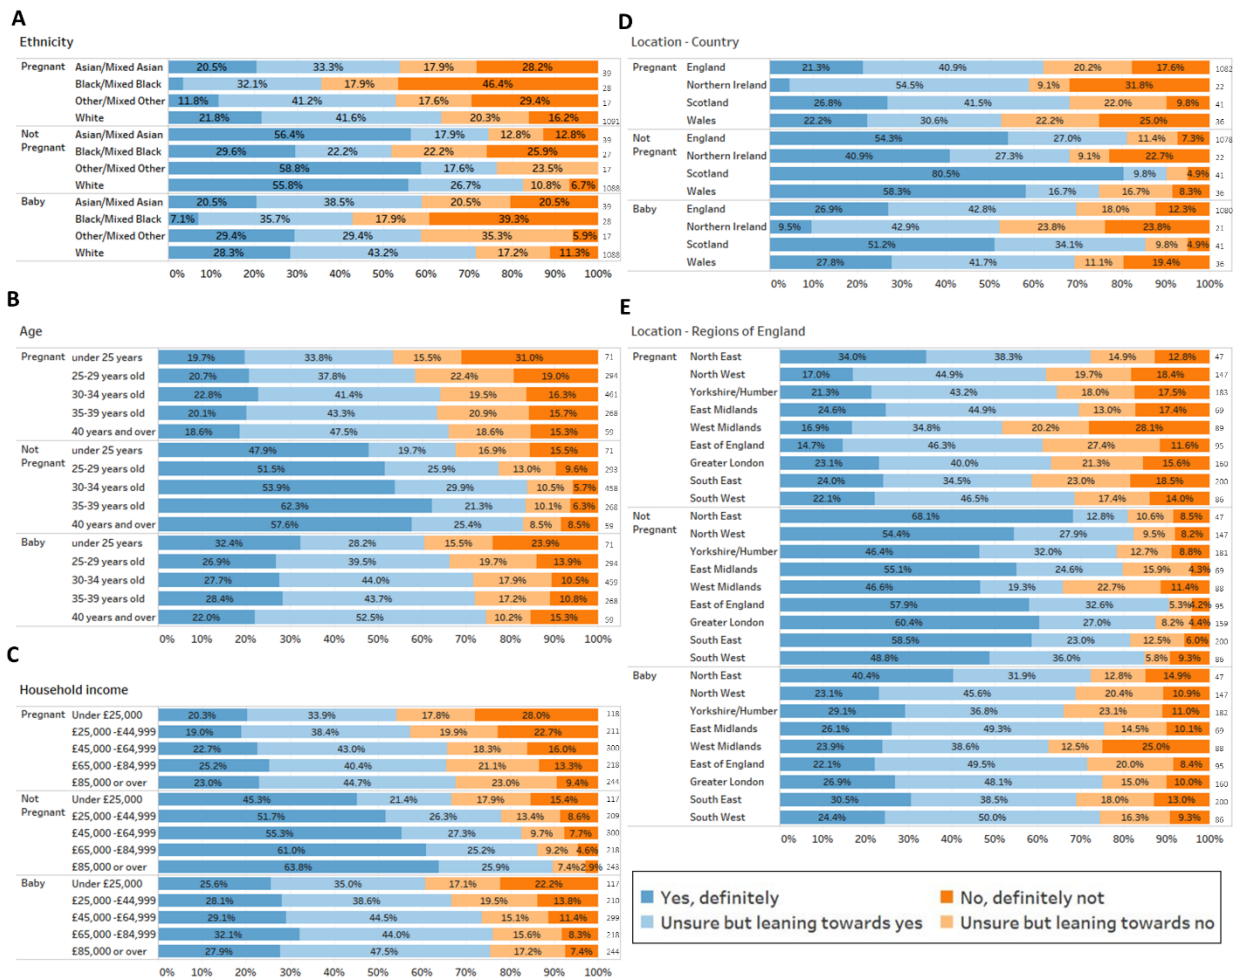 A
Ethnicity
Pregnant Asian/Mixed Asian 20.5% 33.3% 17.9% 28.2% 39
Black/Mixed Black 32.1% 17.9% 46.4% 28
Other/Mixed Other 11.8% 41.2% 17.6% 29.4% 17
White 21.8% 41.6% 20.3% 16.2% 1091
Not Pregnant Asian/Mixed Asian 56.4% 17.9% 12.8% 12.8% 39
Black/Mixed Black 29.6% 22.2% 22.2% 25.9% 27
Other/Mixed Other 58.8% 17.6% 23.5% 17
White 55.8% 26.7% 10.8% 6.7% 1088
Baby Asian/Mixed Asian 20.5% 38.5% 20.5% 20.5% 39
Black/Mixed Black 7.1% 35.7% 17.9% 39.3% 28
Other/Mixed Other 29.4% 29.4% 35.3% 5.9% 17
White 28.3% 43.2% 17.2% 11.3% 1088
0% 10% 20% 30% 40% 50% 60% 70% 80% 90% 100%
B
Age
Pregnant under 25 years 19.7% 33.8% 15.5% 31.0% 71
25-29 years old 20.7% 37.8% 22.4% 19.0% 294
30-34 years old 22.8% 41.4% 19.5% 16.3% 461
35-39 years old 20.1% 43.3% 20.9% 15.7% 268
40 years and over 18.6% 47.5% 18.6% 15.3% 59
Not Pregnant under 25 years 47.9% 19.7% 16.9% 15.5% 71
25-29 years old 51.5% 25.9% 13.0% 9.6% 293
30-34 years old 53.9% 29.9% 10.5% 5.7% 458
35-39 years old 62.3% 21.3% 10.1% 6.3% 268
40 years and over 57.6% 25.4% 8.5% 8.5% 59
Baby under 25 years 32.4% 28.2% 15.5% 23.9% 71
25-29 years old 26.9% 39.5% 19.7% 13.9% 294
30-34 years old 27.7% 44.0% 17.9% 10.5% 459
35-39 years old 28.4% 43.7% 17.2% 10.8% 268
40 years and over 22.0% 52.5% 10.2% 15.3% 59
0% 10% 20% 30% 40% 50% 60% 70% 80% 90% 100%
C
Household income
Pregnant Under £25,000 20.3% 33.9% 17.8% 28.0% 118
£25,000 -£44,999 19.0% 38.4% 19.9% 22.7% 211
£45,000 -£64,999 22.7% 43.0% 18.3% 16.0% 300
£65,000 -£84,999 25.2% 40.4% 21.1% 13.3% 218
£85,000 or over 23.0% 44.7% 23.0% 9.4% 244
Not Pregnant Under £25,000 45.3% 21.4% 17.9% 15.4% 117
£25,000 -£44,999 51.7% 26.3% 13.4% 8.6% 209
£45,000 -£64,999 55.3% 27.3% 9.7% 7.7% 300
£65,000 -£84,999 61.0% 25.2% 9.2% 4.6% 218
£85,000 or over 63.8% 25.9% 7.4% 2.9% 243
Baby Under £25,000 25.6% 35.0% 17.1% 22.2% 117
£25,000 -£44,999 28.1% 38.6% 19.5% 13.8% 210
£45,000 -£64,999 29.1% 44.5% 15.1% 11.4% 299
£65,000 -£84,999 32.1% 44.0% 15.6% 8.3% 218
£85,000 or over 27.9% 47.5% 17.2% 7.4% 244
0% 10% 20% 30% 40% 50% 60% 70% 80% 90% 100%
D
Location - Country
Pregnant England 21.3% 40.9% 20.2% 17.6% 1082
Northern Ireland 54.5% 9.1% 31.8% 22
Scotland 26.8% 41.5% 22.0% 9.8% 41
Wales 22.2% 30.6% 22.2% 25.0% 36
Not Pregnant England 54.3% 27.0% 11.4% 7.3% 1078
Northern Ireland 40.9% 27.3% 9.1% 22.7% 22
Scotland 80.5% 9.8% 4.9% 41
Wales 58.3% 16.7% 16.7% 8.3% 36
Baby England 26.9% 42.8% 18.0% 12.3% 1080
Northern Ireland 9.5% 42.9% 23.8% 23.8% 21
Scotland 51.2% 34.1% 9.8% 4.9% 41
Wales 27.8% 41.7% 11.1% 19.4% 36
0% 10% 20% 30% 40% 50% 60% 70% 80% 90% 100%
E
Location - Regions of England
Pregnant North East 34.0% 38.3% 14.9% 12.8% 47
North West 17.0% 44.9% 19.7% 18.4% 147
Yorkshire/Humber 21.3% 43.2% 18.0% 17.5% 183
East Midlands 24.6% 44.9% 13.0% 17.4% 69
West Midlands 16.9% 34.8% 20.2% 28.1% 89
East of England 14.7% 46.3% 27.4% 11.6% 95
Greater London 23.1% 40.0% 21.3% 15.6% 160
South East 24.0% 34.5% 23.0% 18.5% 200
South West 22.1% 46.5% 17.4% 14.0% 86
Not Pregnant North East 68.1% 12.8% 10.6% 8.5% 47
North West 54.4% 27.9% 9.5% 8.2% 147
Yorkshire/Humber 46.4% 32.0% 12.7% 8.8% 181
East Midlands 55.1% 24.6% 15.9% 4.3% 69
West Midlands 46.6% 19.3% 22.7% 11.4% 88
East of England 57.9% 32.6% 5.3% 4.2% 95
Greater London 60.4% 27.0% 8.2% 4.4% 159
South East 58.5% 23.0% 12.5% 6.0% 200
South West 48.8% 36.0% 5.8% 9.3% 86
Baby North East 40.4% 31.9% 12.8% 14.9% 47
North West 23.1% 45.6% 20.4% 10.9% 147
Yorkshire/Humber 29.1% 36.8% 23.1% 11.0% 182
East Midlands 26.1% 49.3% 14.5% 10.1% 69
West Midlands 23.9% 38.6% 12.5% 25.0% 88
East of England 22.1% 49.5% 20.0% 8.4% 95
Greater London 26.9% 48.1% 15.0% 10.0% 160
South East 30.5% 38.5% 18.0% 13.0% 200
South West 24.4% 50.0% 16.3% 9.3% 86
0% 10% 20% 30% 40% 50% 60% 70% 80% 90% 100%
Yes, definitely
No, definitely not
Unsure but leaning towards yes
Unsure but leaning towards no